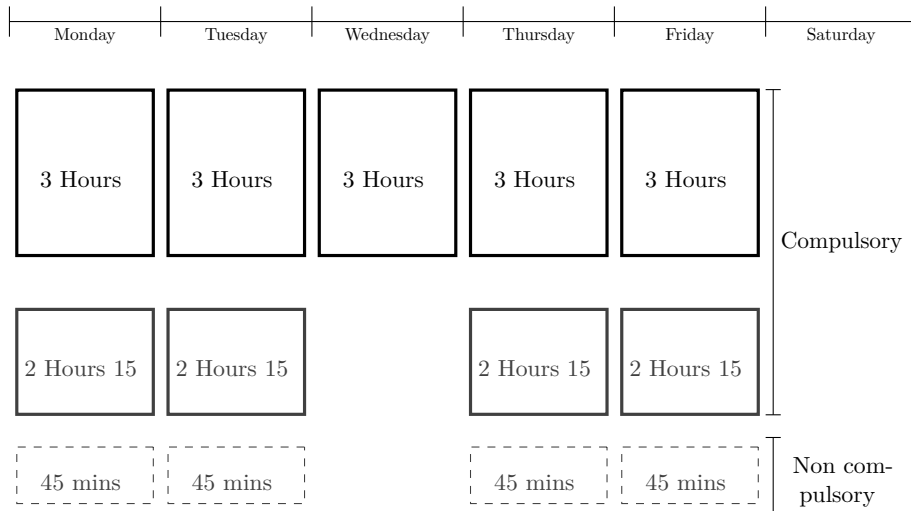 Monday Tuesday Wednesday Thursday Friday Saturday
3 Hours 3 Hours 3 Hours 3 Hours 3 Hours
Compulsory
2 Hours 15 2 Hours 15 2 Hours 15 2 Hours 15
45 mins 45 mins 45 mins 45 mins
Non com-
pulsory